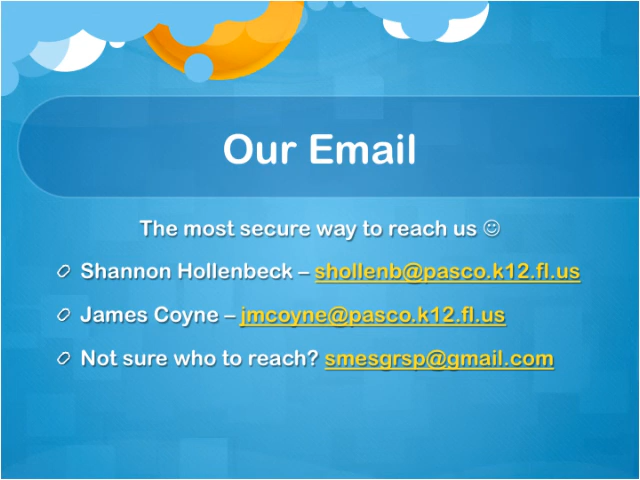 Our Email
The most secure way to reach us ☺
Shannon Hollenbeck – shollenb@pasco.k12.fl.us
James Coyne – jmcoyne@pasco.k12.fl.us
Not sure who to reach? smesgrsp@gmail.com